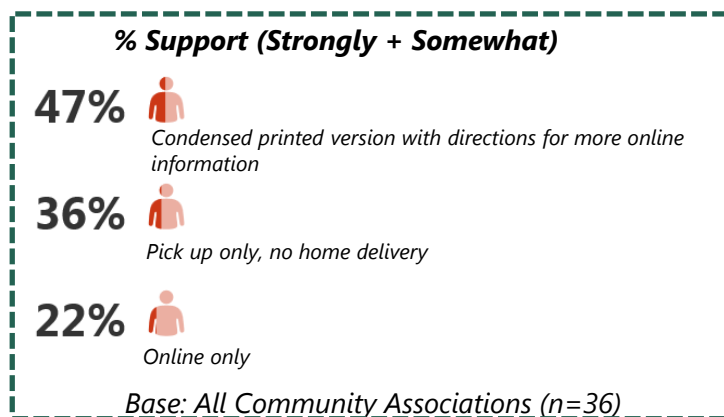 % Support (Strongly + Somewhat)
47%
Condensed printed version with directions for more online
information
36%
Pick up only, no home delivery
22%
Online only
Base: All Community Associations (n=36)